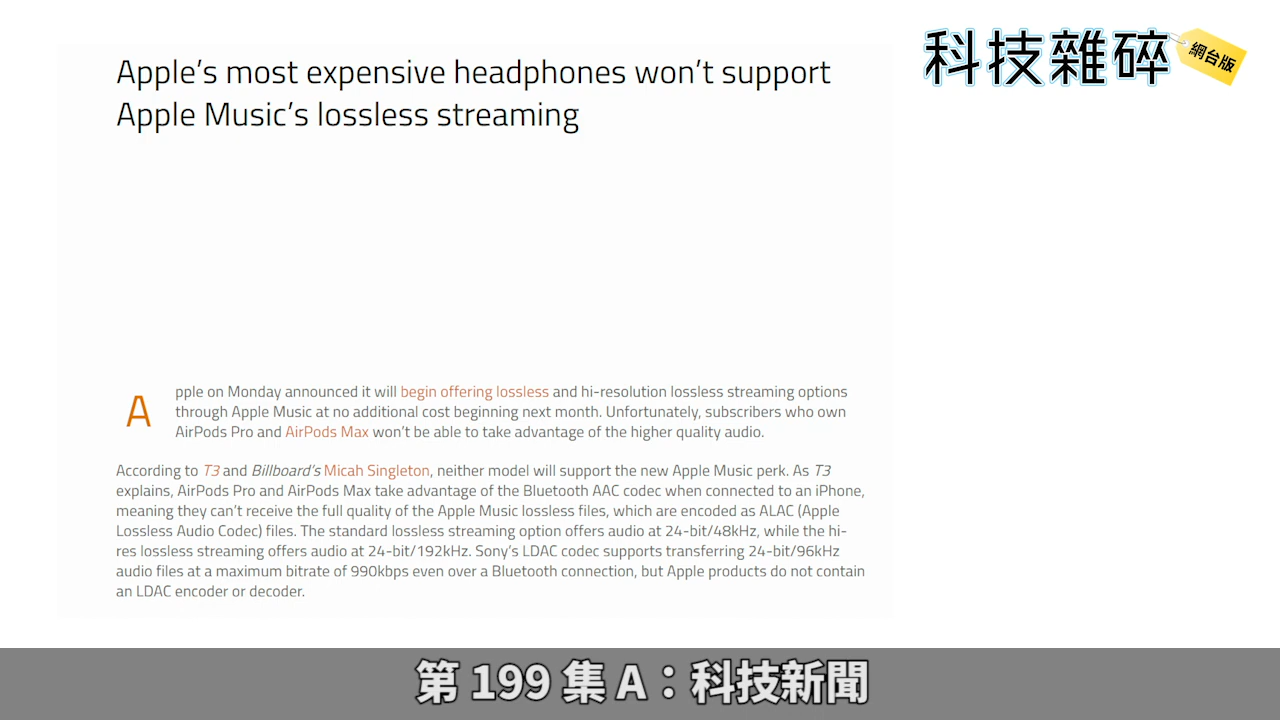 科技雜碎
網台版
Apple’s most expensive headphones won’t support
Apple Music’s lossless streaming
Apple on Monday announced it will begin offering lossless and hi-resolution lossless streaming options
through Apple Music at no additional cost beginning next month. Unfortunately, subscribers who own
AirPods Pro and AirPods Max won’t be able to take advantage of the higher quality audio.
According to T3 and Billboard’s Micah Singleton, neither model will support the new Apple Music perk. As T3
explains, AirPods Pro and AirPods Max take advantage of the Bluetooth AAC codec when connected to an iPhone,
meaning they can’t receive the full quality of the Apple Music lossless files, which are encoded as ALAC (Apple
Lossless Audio Codec) files. The standard lossless streaming option offers audio at 24-bit/48kHz, while the hi-
res lossless streaming offers audio at 24-bit/192kHz. Sony’s LDAC codec supports transferring 24-bit/96kHz
audio files at a maximum bitrate of 990kbps even over a Bluetooth connection, but Apple products do not contain
an LDAC encoder or decoder.
第 199 集 A：科技新聞